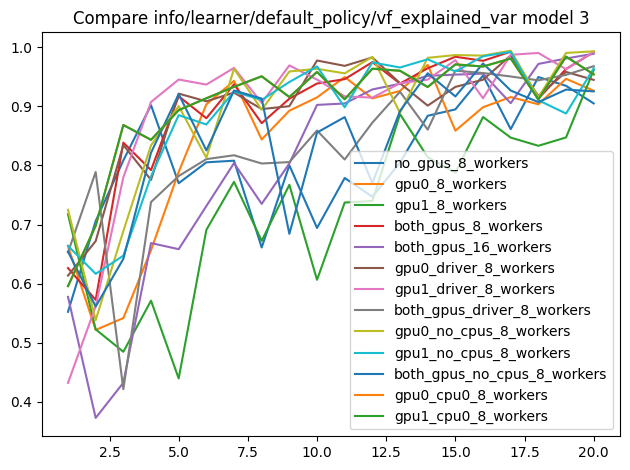 Compare info/learner/default_policy/vf_explained_var model 3
1.0
0.9
0.8
0.7
0.6
0.5
0.4
no_gpus_8_workers
gpu0_8_workers
gpu1_8_workers
both_gpus_8_workers
both_gpus_16_workers
gpu0_driver_8_workers
gpu1_driver_8_workers
both_gpus_driver_8_workers
gpu0_no_cpus_8_workers
gpu1_no_cpus_8_workers
both_gpus_no_cpus_8_workers
gpu0_cpu0_8_workers
gpu1_cpu0_8_workers
2.5 5.0 7.5 10.0 12.5 15.0 17.5 20.0